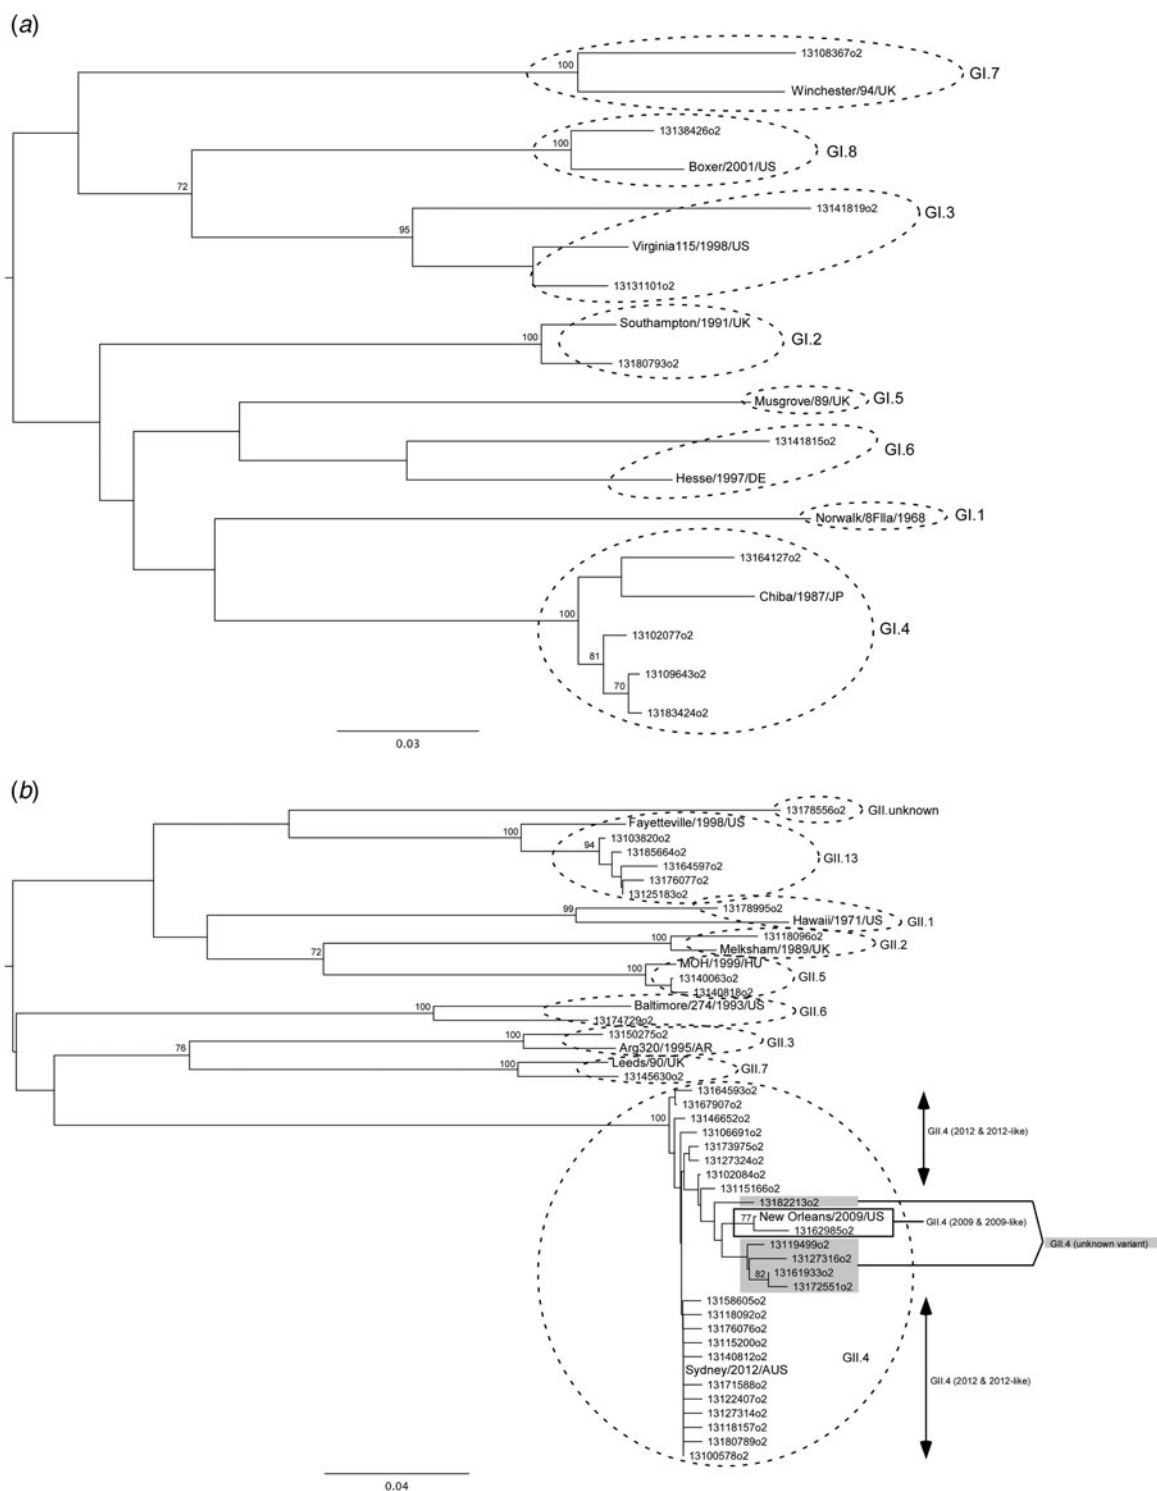 (a)
100
13108367o2
Winchester/94/UK
GI.7
100
13138426o2
Boxer/2001/US
GI.8
72
95
13141819o2
Virginia115/1998/US
13131101o2
GI.3
100
Southampton/1991/UK
13180793o2
GI.2
Musgrove/89/UK
GI.5
13141815o2
Hesse/1997/DE
GI.6
Norwalk/8FIIa/1968
GI.1
100
13164127o2
Chiba/1987/JP
13102077o2
81
13109643o2
70
13183424o2
GI.4
0.03
(b)
13178556o2
GII.unknown
100
Fayetteville/1998/US
94
13103820o2
13185664o2
13164597o2
13176077o2
13125183o2
GII.13
99
13178995o2
Hawaii/1971/US
GII.1
72
100
13118096o2
Melksham/1989/UK
GII.2
100
MOH/1999/HU
13140063o2
13140818o2
GII.5
100
Baltimore/274/1993/US
13174729o2
GII.6
76
100
13150275o2
Arg320/1995/AR
GII.3
100
Leeds/90/UK
13145630o2
GII.7
100
13164593o2
13167907o2
13146652o2
13106691o2
13173975o2
13127324o2
13102084o2
13115166o2
GII.4 (2012 & 2012-like)
13182213o2
77
New Orleans/2009/US
13162985o2
GII.4 (2009 & 2009-like)
13119499o2
13127316o2
82
13161933o2
13172551o2
GII.4 (unknown variant)
13158605o2
13118092o2
13176076o2
13115200o2
13140812o2
Sydney/2012/AUS
13171588o2
13122407o2
13127314o2
13118157o2
13180789o2
13100578o2
GII.4
GII.4 (2012 & 2012-like)
0.04